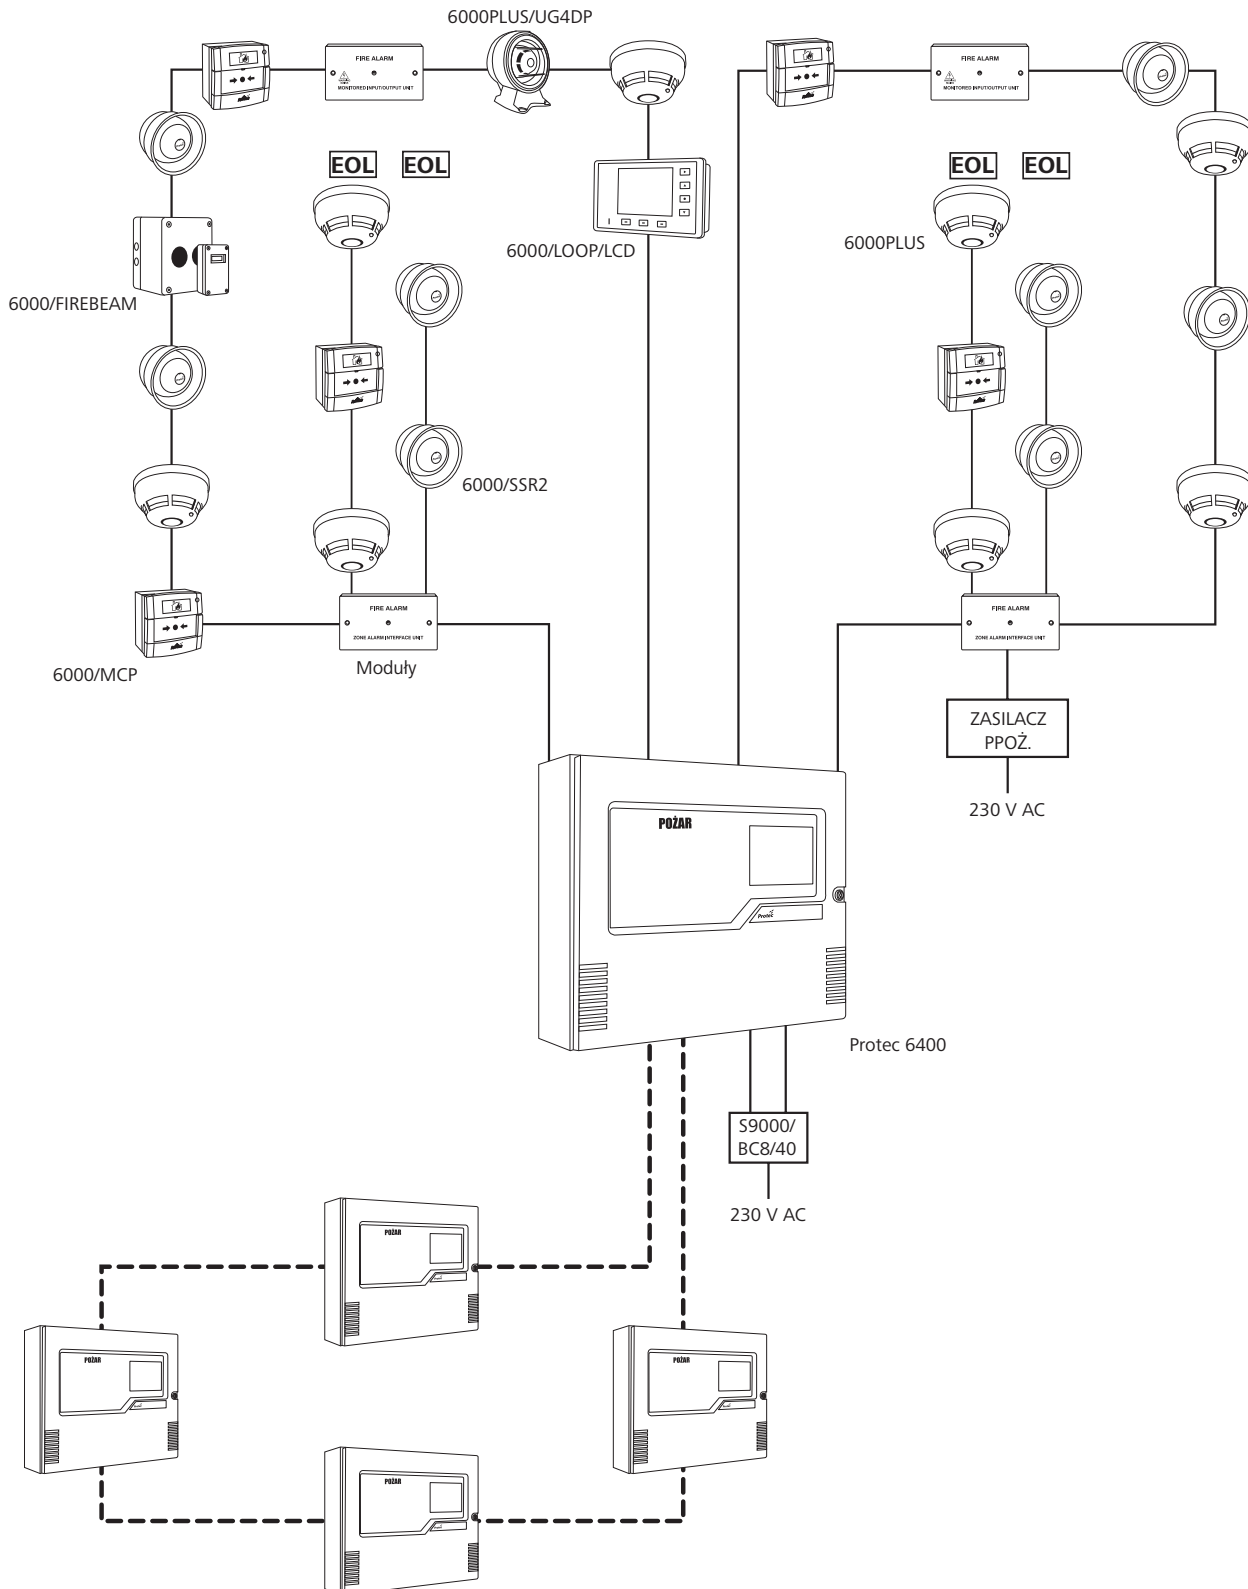 6000PLUS/UG4DP
FIRE ALARM
MONITORED INPUT/OUTPUT UNIT
FIRE ALARM
MONITORED INPUT/OUTPUT UNIT
EOL
EOL
EOL
EOL
6000/LOOP/LCD
6000PLUS
6000/FIREBEAM
6000/SSR2
FIRE ALARM
ZONE ALARM INTERFACE UNIT
FIRE ALARM
ZONE ALARM INTERFACE UNIT
6000/MCP
Moduły
ZASILACZ
PPOŻ.
230 V AC
POŻAR
Protec
Protec 6400
S9000/
BC8/40
230 V AC
POŻAR
POŻAR
POŻAR
POŻAR